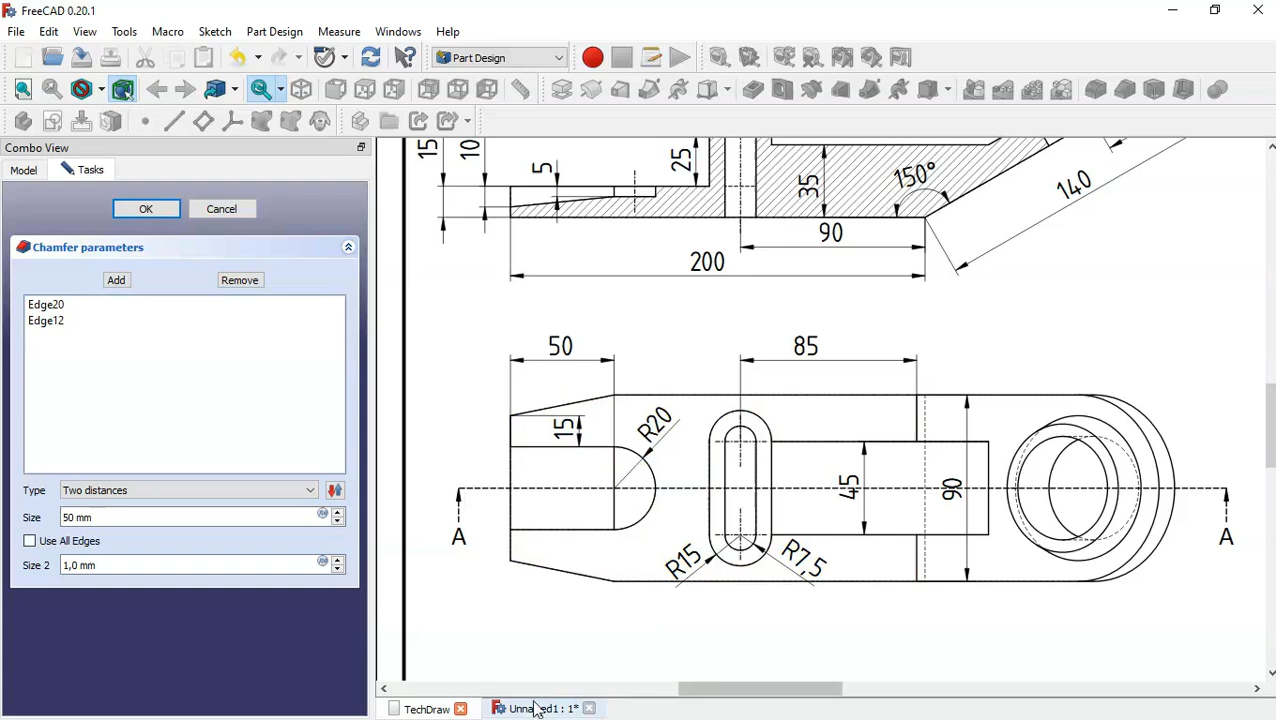 FreeCAD 0.20.1
File Edit View Tools Macro Sketch Part Design Measure Windows Help
Part Design
Combo View
Model Tasks
OK Cancel
Chamfer parameters
Add Remove
Edge20
Edge12
Type Two distances
Size 50 mm
Use All Edges
Size 2 1,0 mm
15 10 5 25 35 150° 140
90
200
50 85
15 R20
45 90
A A
R15 R7,5
TechDraw Unnamed1 : 1*